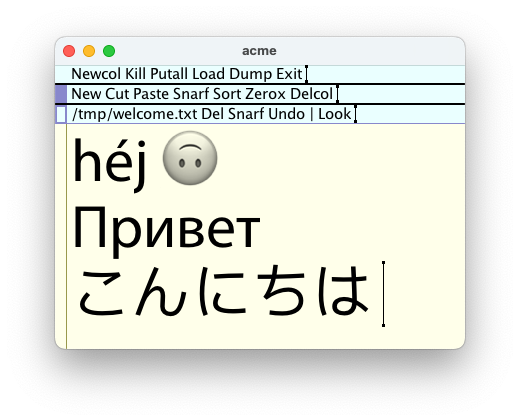 acme
Newcol Kill Putall Load Dump Exit
New Cut Paste Snarf Sort Zerox Delcol
/tmp/welcome.txt Del Snarf Undo | Look
héj 🙃
Привет
こんにちは